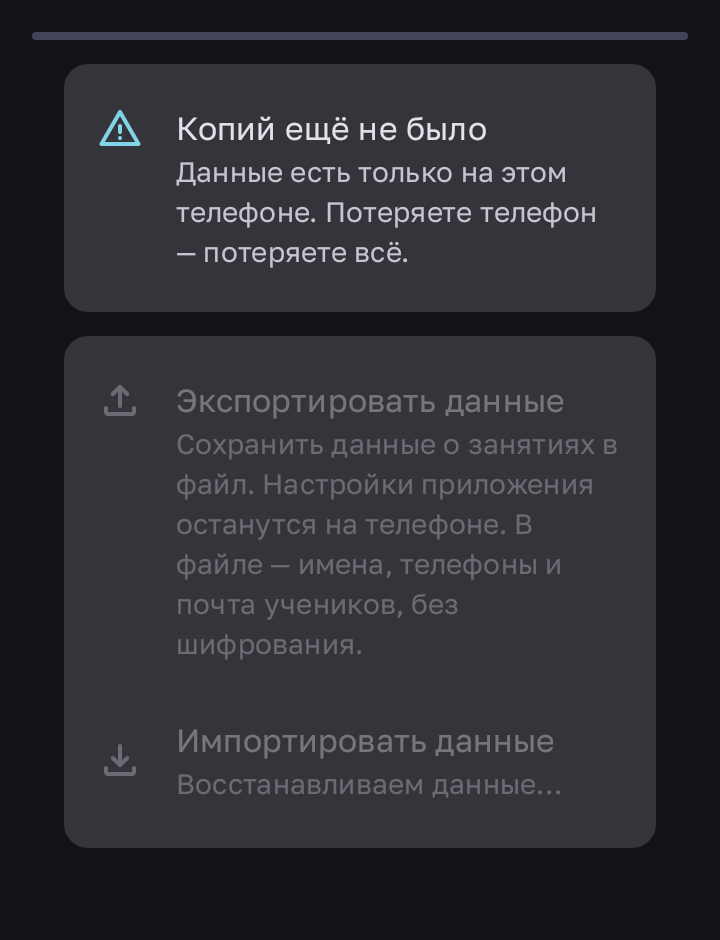 Копий ещё не было
Данные есть только на этом
телефоне. Потеряете телефон
— потеряете всё.
Экспортировать данные
Сохранить данные о занятиях в
файл. Настройки приложения
останутся на телефоне. В
файле — имена, телефоны и
почта учеников, без
шифрования.
Импортировать данные
Восстанавливаем данные...